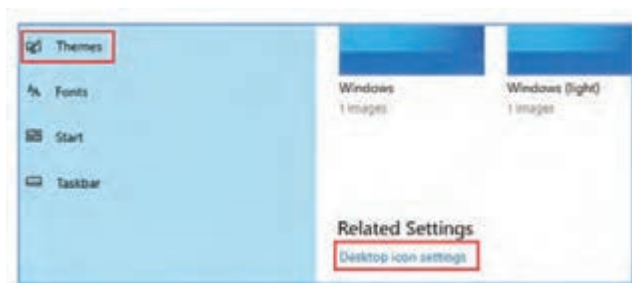 Themes
Fonts
Start
Taskbar
Windows
1 images
Windows (light)
1 images
Related Settings
Desktop icon settings